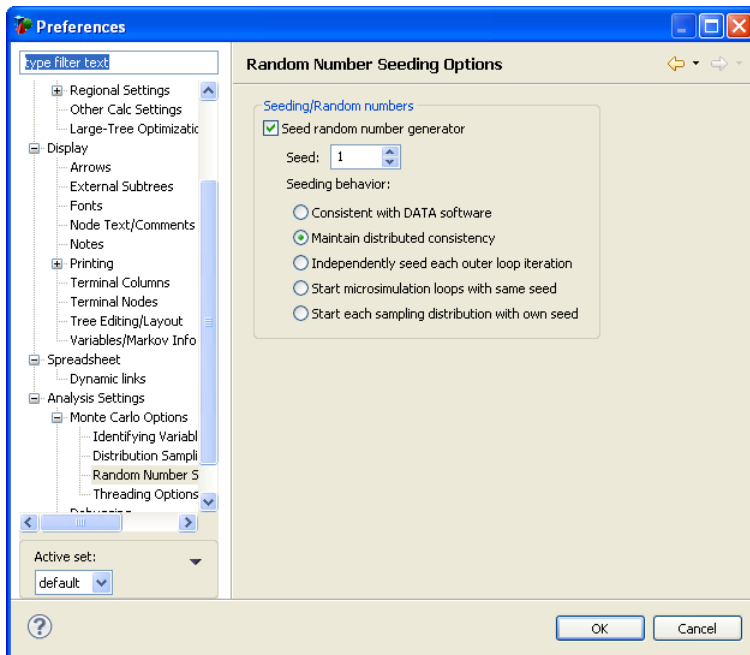 Preferences
type filter text
Regional Settings
Other Calc Settings
Large-Tree Optimizatic
Display
Arrows
External Subtrees
Fonts
Node Text/Comments
Notes
Printing
Terminal Columns
Terminal Nodes
Tree Editing/Layout
Variables/Markov Info
Spreadsheet
Dynamic links
Analysis Settings
Monte Carlo Options
Identifying Variabl
Distribution Sampli
Random Number S
Threading Options
Active set:
default
Random Number Seeding Options
Seeding/Random numbers
Seed random number generator
Seed: 1
Seeding behavior:
Consistent with DATA software
Maintain distributed consistency
Independently seed each outer loop iteration
Start microsimulation loops with same seed
Start each sampling distribution with own seed
?
OK
Cancel